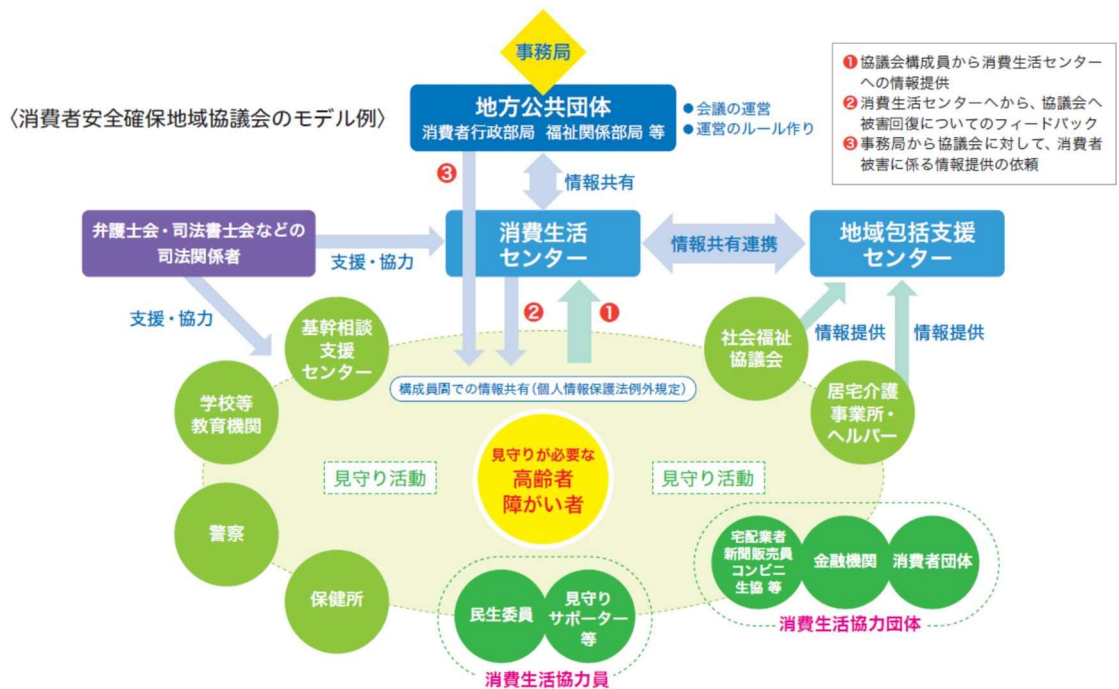 事務局
地方公共団体
消費者行政部局 福祉関係部局 等
●会議の運営
●運営のルール作り
❶協議会構成員から消費生活センター
への情報提供
❷消費生活センターへから、協議会へ
被害回復についてのフィードバック
❸事務局から協議会に対して、消費者
被害に係る情報提供の依頼
〈消費者安全確保地域協議会のモデル例〉
❸
情報共有
弁護士会・司法書士会などの
司法関係者
支援・協力
消費生活
センター
情報共有連携
地域包括支援
センター
支援・協力
❷
❶
情報提供
情報提供
基幹相談
支援
センター
社会福祉
協議会
構成員間での情報共有(個人情報保護法例外規定)
学校等
教育機関
居宅介護
事業所・
ヘルパー
見守り活動
見守りが必要な
高齢者
障がい者
見守り活動
警察
保健所
民生委員
見守り
サポーター
等
消費生活協力員
宅配業者
新聞販売員
コンビニ
生協 等
金融機関
消費者団体
消費生活協力団体